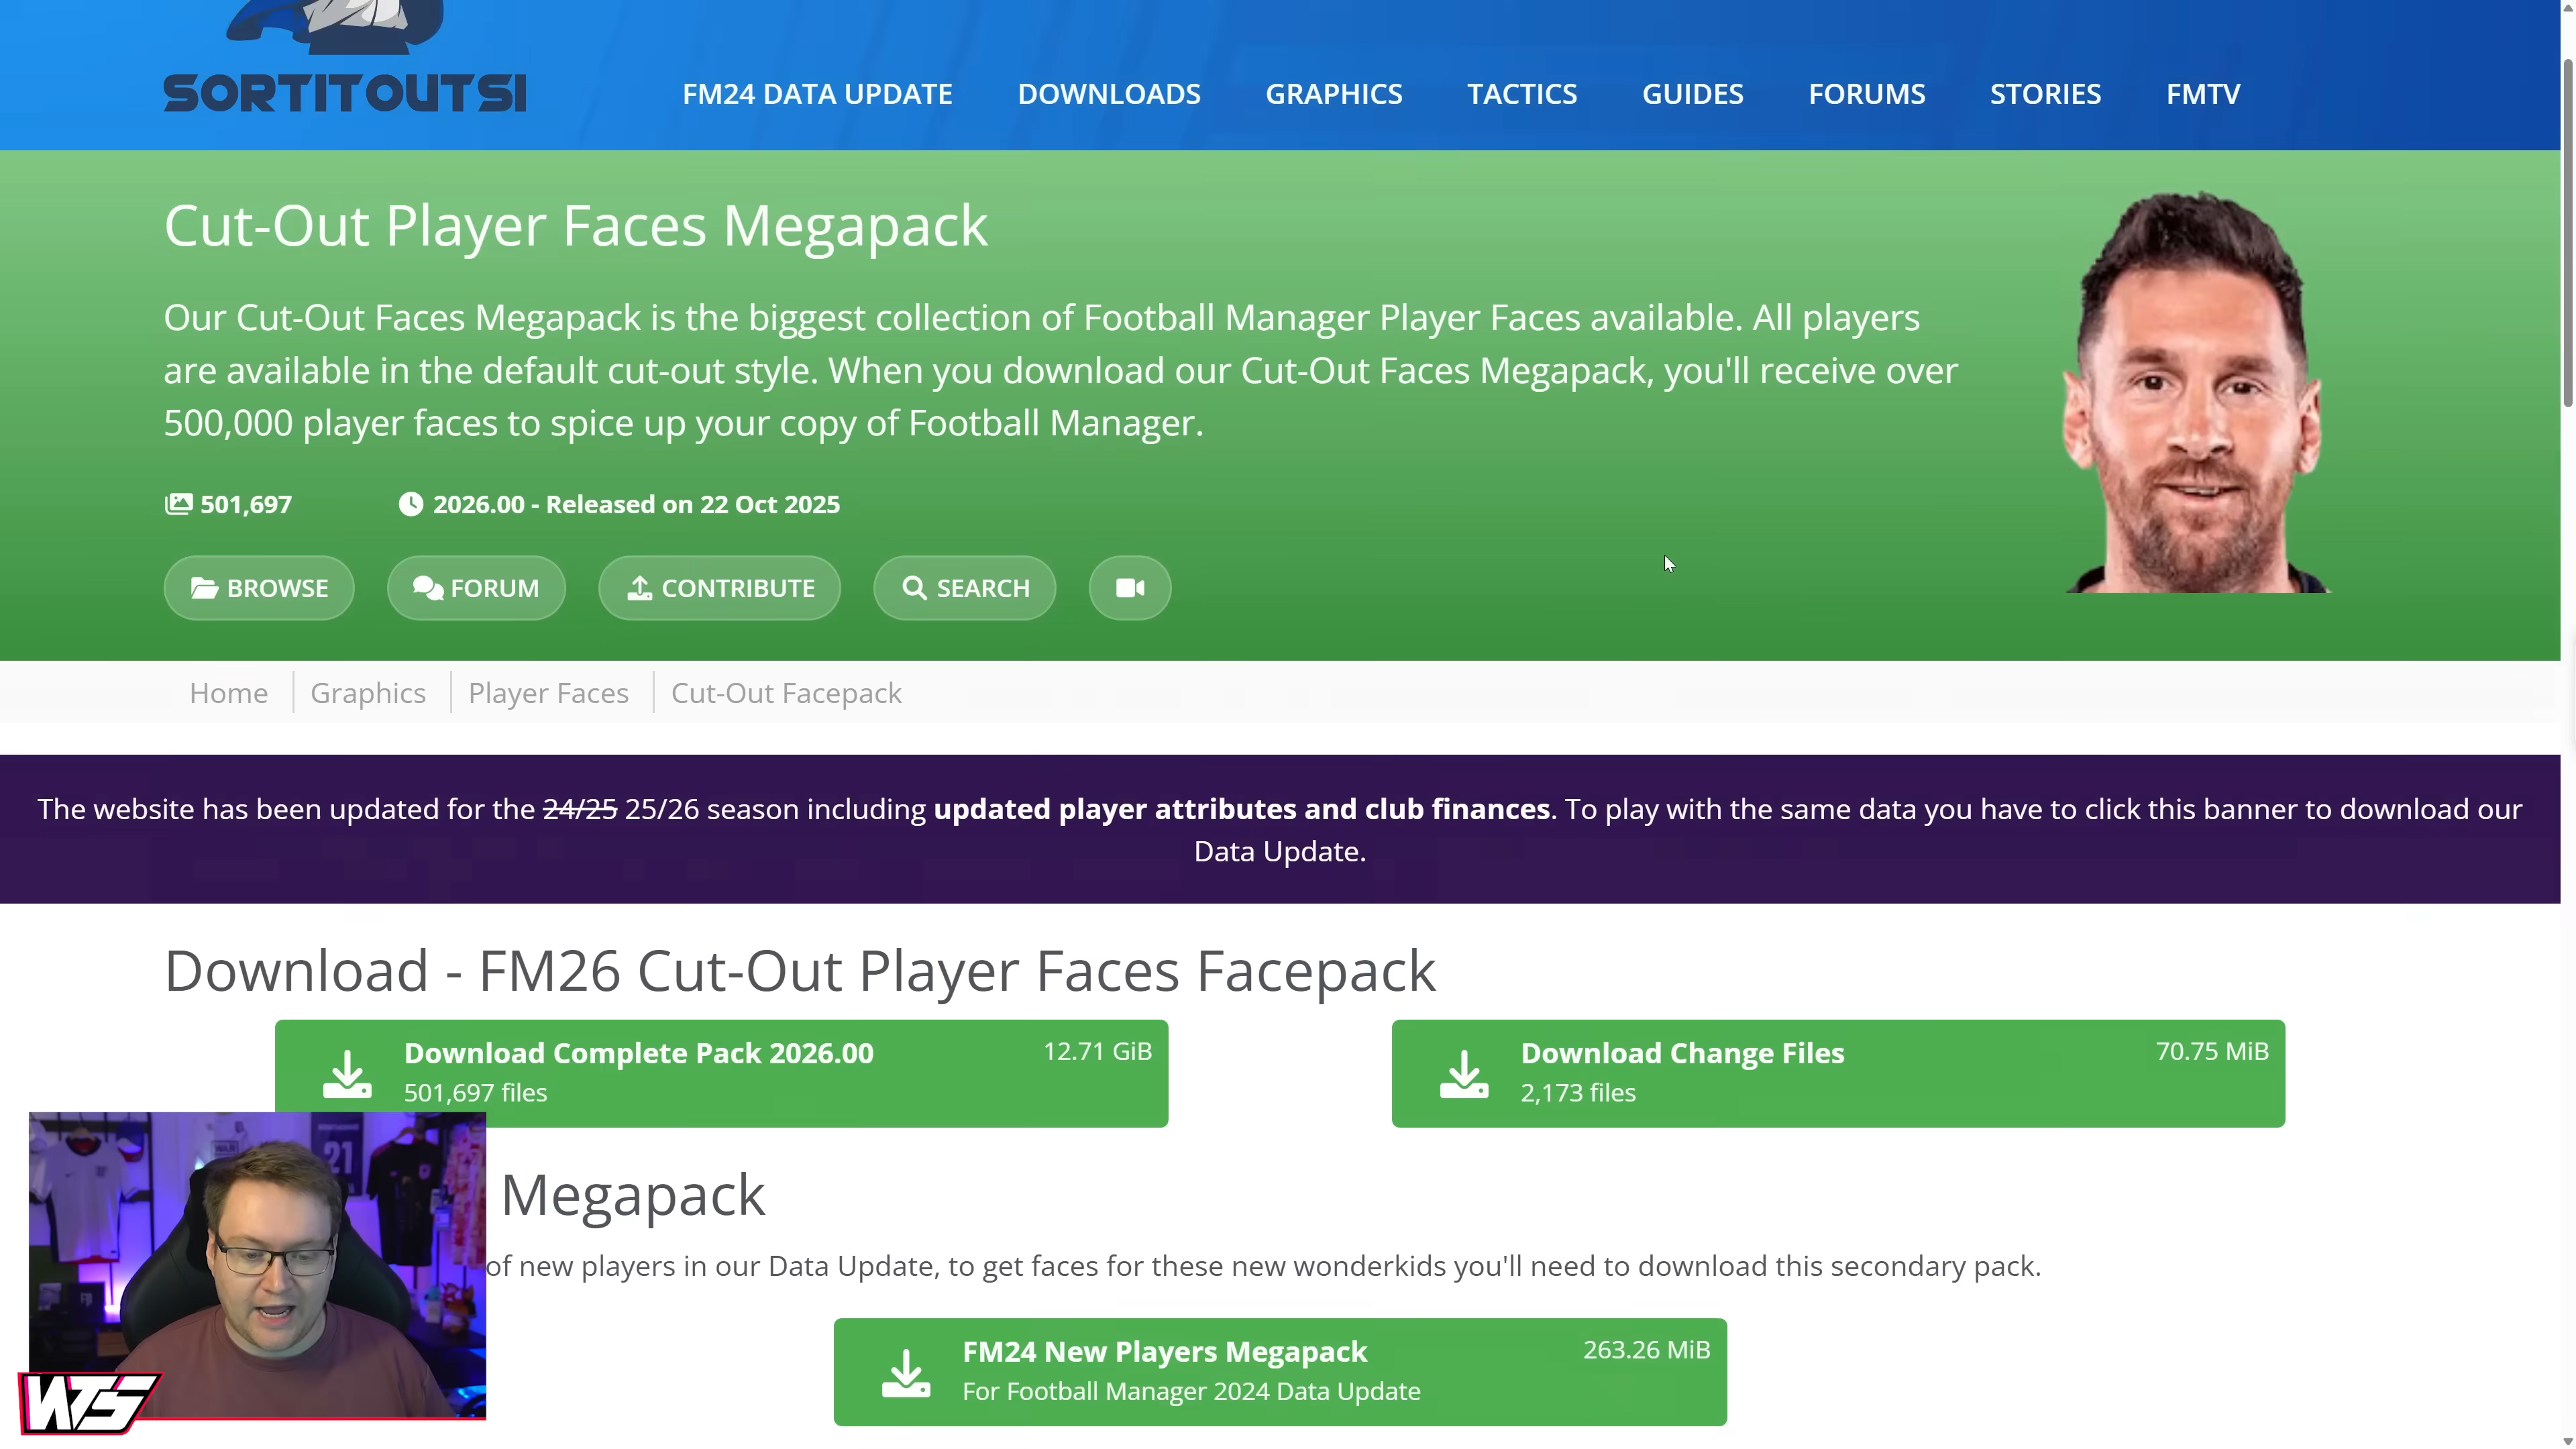 SORTITOUTSI
FM24 DATA UPDATE DOWNLOADS GRAPHICS TACTICS GUIDES FORUMS STORIES FMTV
Cut-Out Player Faces Megapack
Our Cut-Out Faces Megapack is the biggest collection of Football Manager Player Faces available. All players
are available in the default cut-out style. When you download our Cut-Out Faces Megapack, you'll receive over
500,000 player faces to spice up your copy of Football Manager.
501,697 2026.00 - Released on 22 Oct 2025
BROWSE FORUM CONTRIBUTE SEARCH
Home Graphics Player Faces Cut-Out Facepack
The website has been updated for the 24/25 25/26 season including updated player attributes and club finances. To play with the same data you have to click this banner to download our
Data Update.
Download - FM26 Cut-Out Player Faces Facepack
Download Complete Pack 2026.00 12.71 GiB
501,697 files
Download Change Files 70.75 MiB
2,173 files
Megapack
of new players in our Data Update, to get faces for these new wonderkids you'll need to download this secondary pack.
FM24 New Players Megapack 263.26 MiB
For Football Manager 2024 Data Update
21
WTS